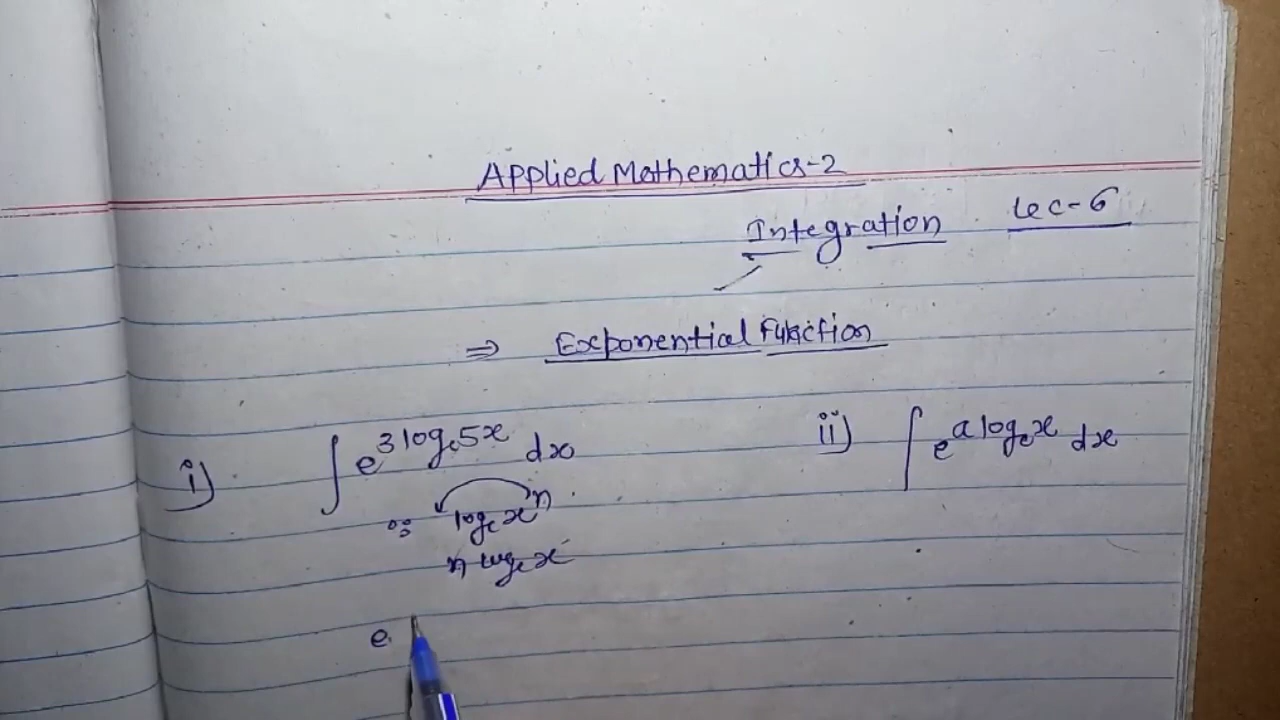 Applied Mathematics-2
Integration Lec-6
⇒ Exponential Function
i) ∫ e^{3 log_e 5x} dx ii) ∫ e^{a log_e x} dx
∵ log_e x^n
n log_e x
e